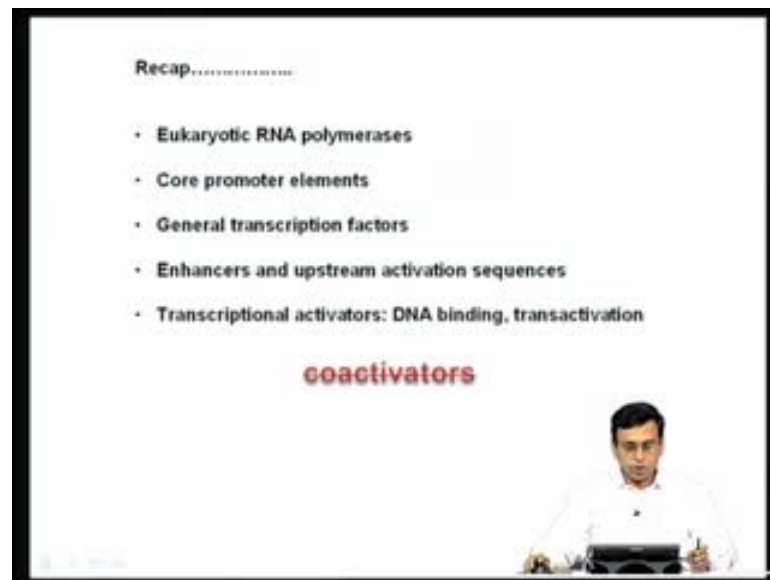 Recap.................
• Eukaryotic RNA polymerases
• Core promoter elements
• General transcription factors
• Enhancers and upstream activation sequences
• Transcriptional activators: DNA binding, transactivation
coactivators